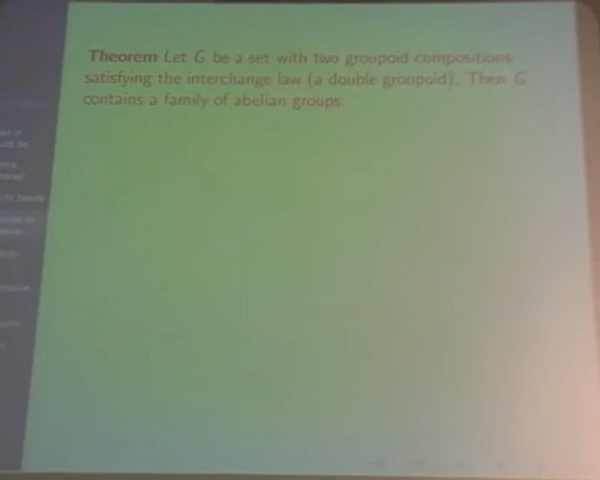 Theorem Let G be a set with two groupoid compositions
satisfying the interchange law (a double groupoid). Then G
contains a family of abelian groups.